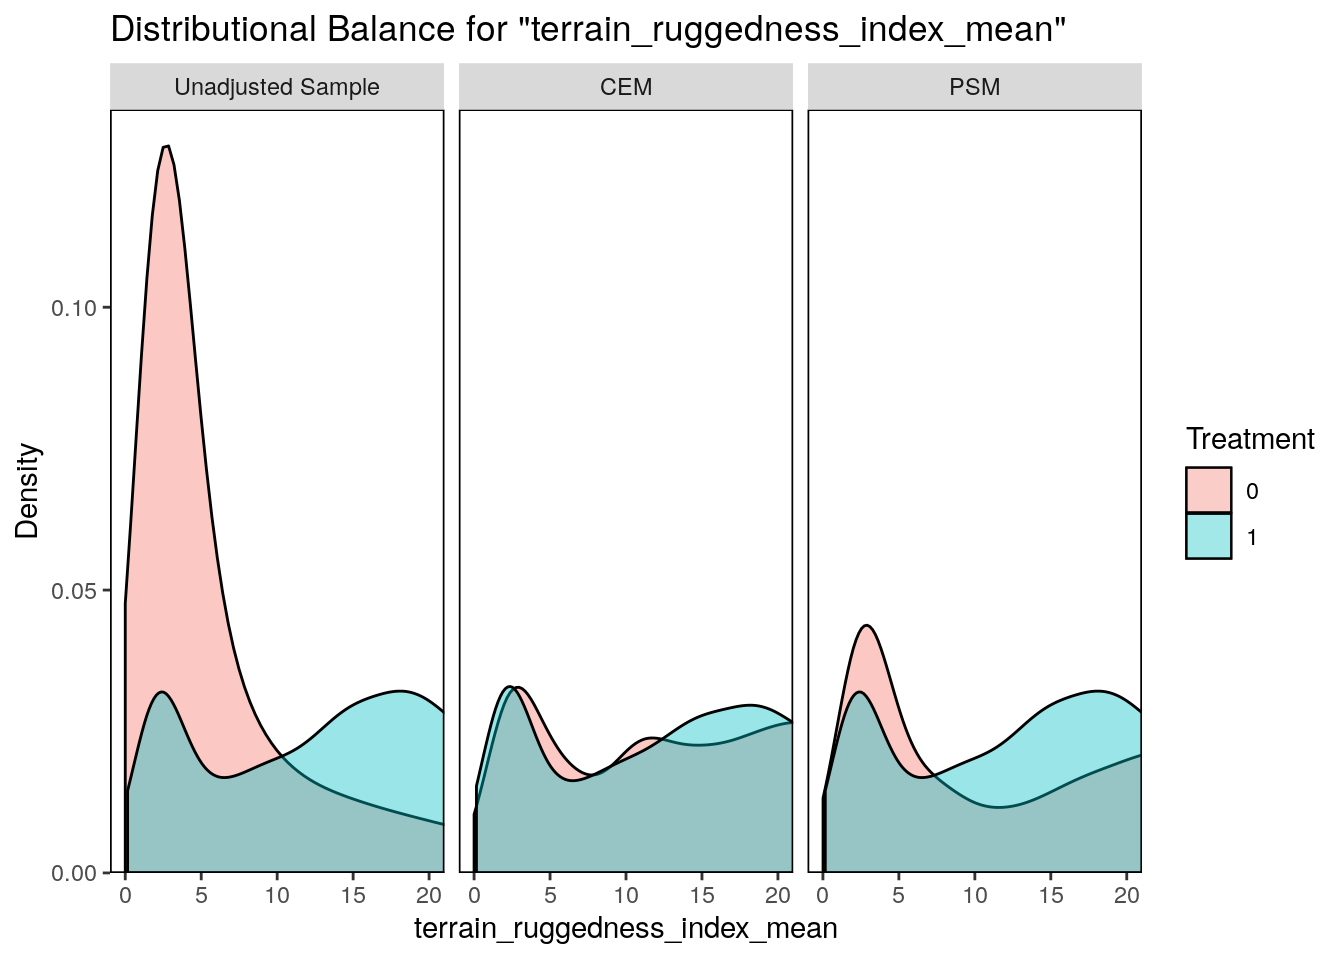 Distributional Balance for "terrain_ruggedness_index_mean"
Unadjusted Sample
CEM
PSM
Density
0.10
0.05
0.00
0 5 10 15 20
0 5 10 15 20
0 5 10 15 20
terrain_ruggedness_index_mean
Treatment
0
1